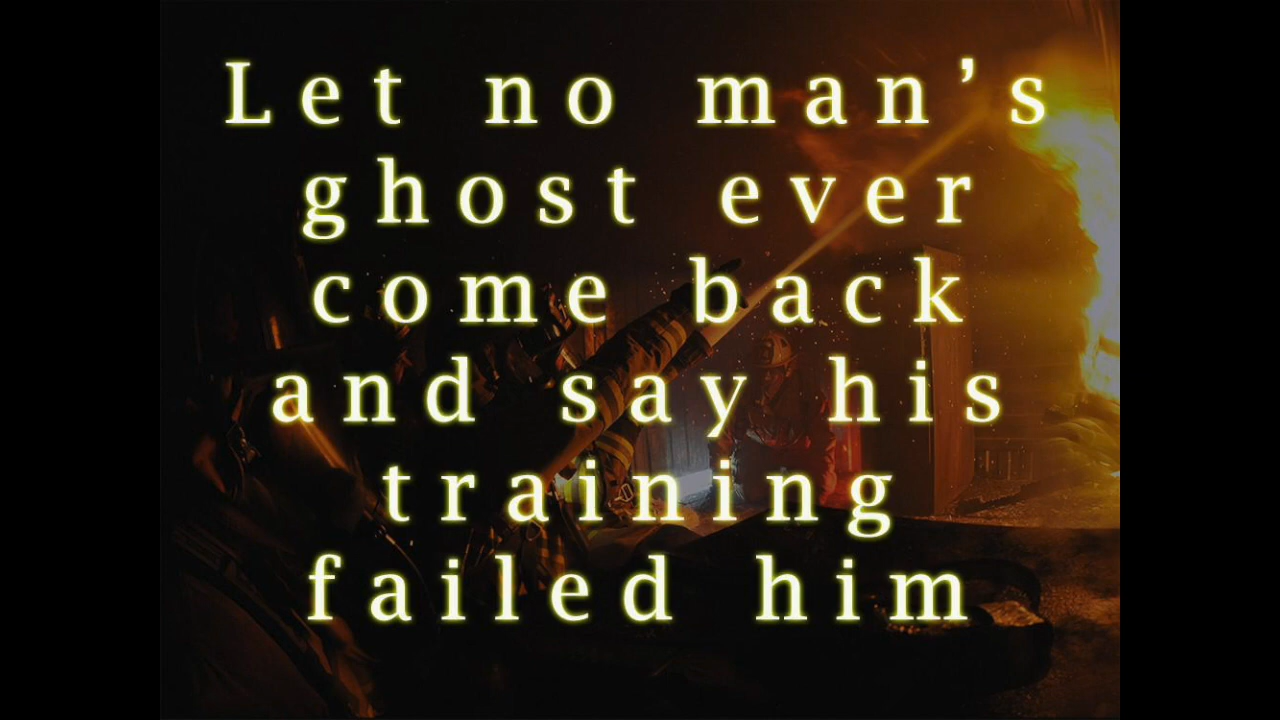 Let no man’s
ghost ever
come back
and say his
training
failed him